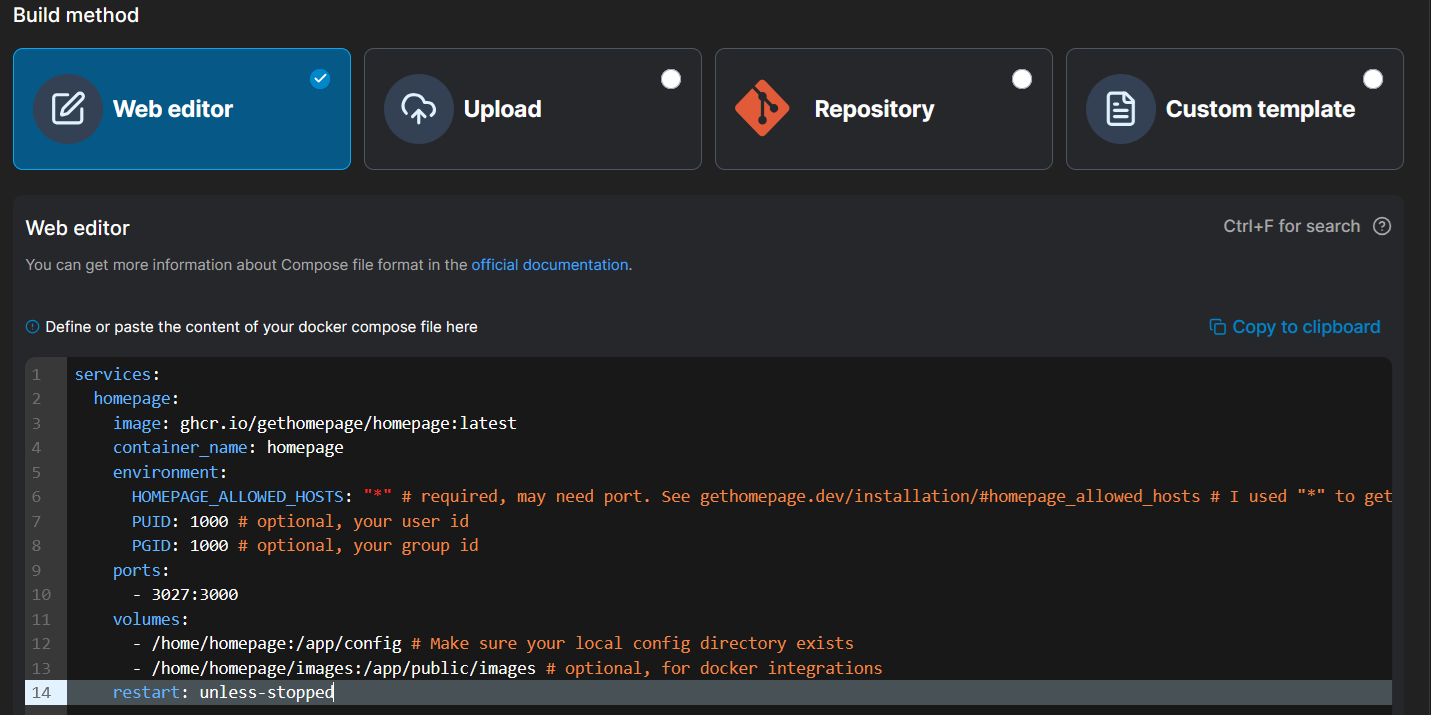 Build method
Web editor
Upload
Repository
Custom template
Web editor
Ctrl+F for search
You can get more information about Compose file format in the official documentation.
Define or paste the content of your docker compose file here
Copy to clipboard
1 services:
2   homepage:
3     image: ghcr.io/gethomepage/homepage:latest
4     container_name: homepage
5     environment:
6       HOMEPAGE_ALLOWED_HOSTS: "*" # required, may need port. See gethomepage.dev/installation/#homepage_allowed_hosts # I used "*" to get
7       PUID: 1000 # optional, your user id
8       PGID: 1000 # optional, your group id
9     ports:
10       - 3027:3000
11     volumes:
12       - /home/homepage:/app/config # Make sure your local config directory exists
13       - /home/homepage/images:/app/public/images # optional, for docker integrations
14     restart: unless-stopped